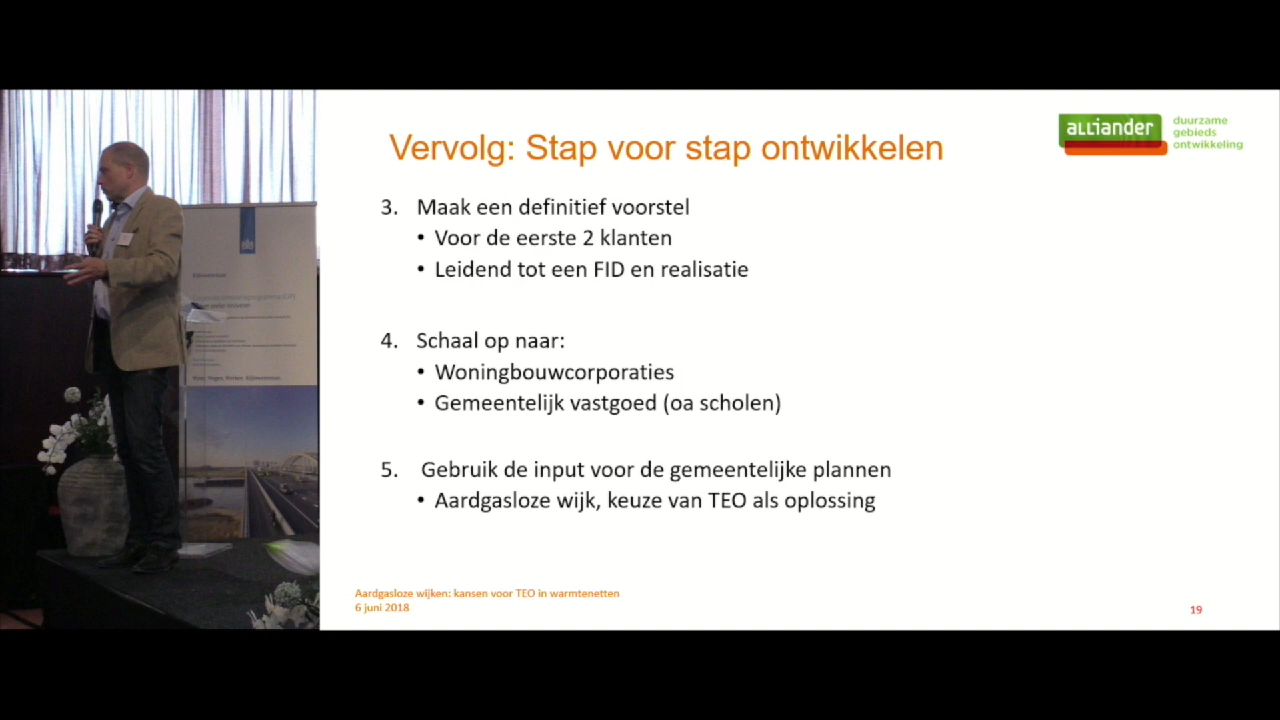 Vervolg: Stap voor stap ontwikkelen
alliander
duurzame
gebieds
ontwikkeling
3. Maak een definitief voorstel
• Voor de eerste 2 klanten
• Leidend tot een FID en realisatie
4. Schaal op naar:
• Woningbouwcorporaties
• Gemeentelijk vastgoed (oa scholen)
5. Gebruik de input voor de gemeentelijke plannen
• Aardgasloze wijk, keuze van TEO als oplossing
Aardgasloze wijken: kansen voor TEO in warmtenetten
6 juni 2018
19